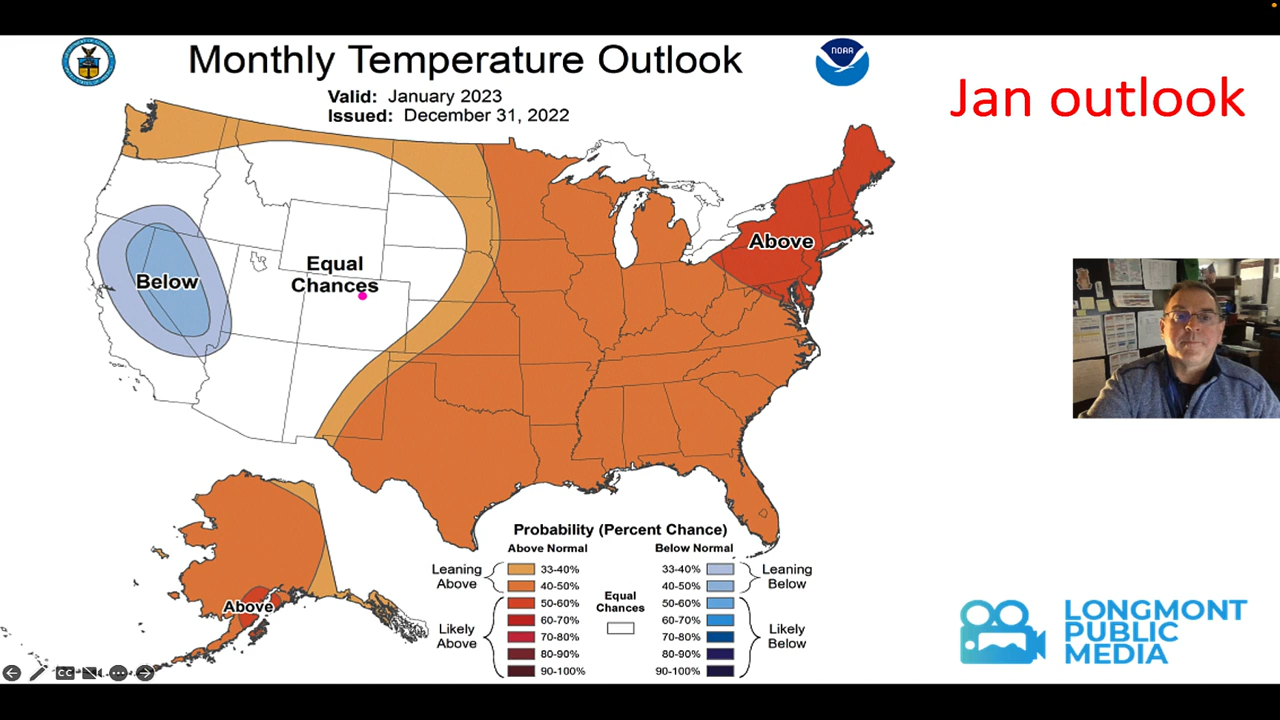 Monthly Temperature Outlook
NOAA
Valid: January 2023
Issued: December 31, 2022
Jan outlook
Above
Equal
Chances
Below
Above
Probability (Percent Chance)
Above Normal
Below Normal
Leaning
Above
33-40%
40-50%
50-60%
60-70%
70-80%
80-90%
90-100%
Likely
Above
Equal
Chances
33-40%
40-50%
50-60%
60-70%
70-80%
80-90%
90-100%
Leaning
Below
Likely
Below
CC
LONGMONT
PUBLIC
MEDIA